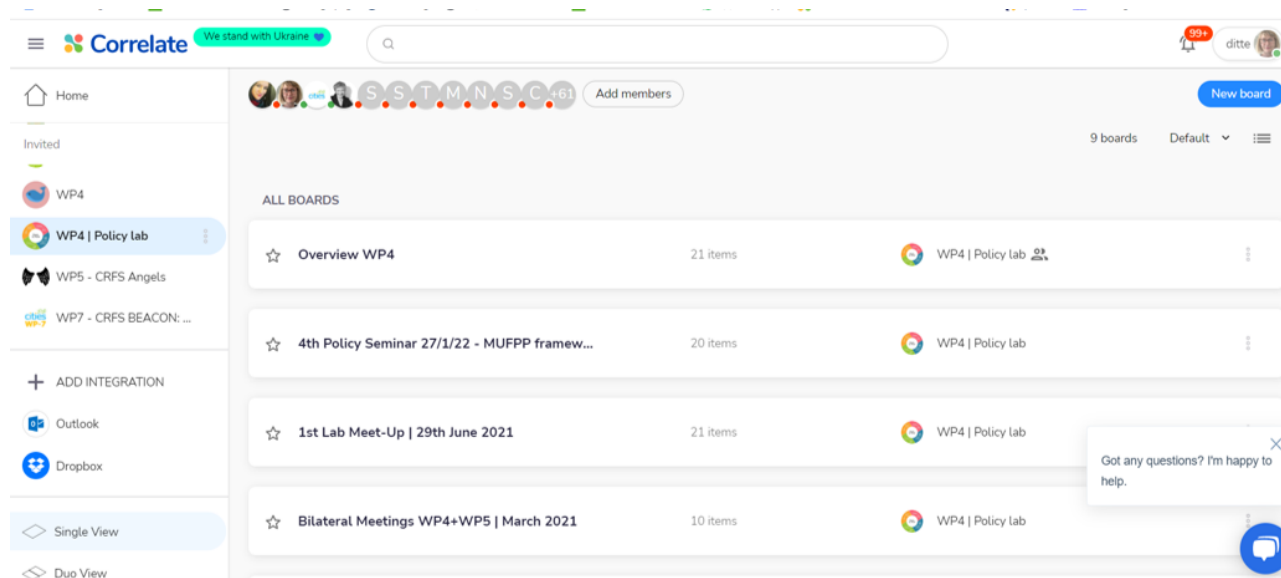 Correlate
We stand with Ukraine
99+
ditte
Home
Invited
WP4
WP4 | Policy lab
WP5 - CRFS Angels
WP7 - CRFS BEACON: ...
ADD INTEGRATION
Outlook
Dropbox
Single View
Duo View
S S T M N S C +61 Add members
New board
9 boards Default
ALL BOARDS
Overview WP4 21 items WP4 | Policy lab
4th Policy Seminar 27/1/22 - MUFPP framew... 20 items WP4 | Policy lab
1st Lab Meet-Up | 29th June 2021 21 items WP4 | Policy lab
Bilateral Meetings WP4+WP5 | March 2021 10 items WP4 | Policy lab
Got any questions? I'm happy to
help.